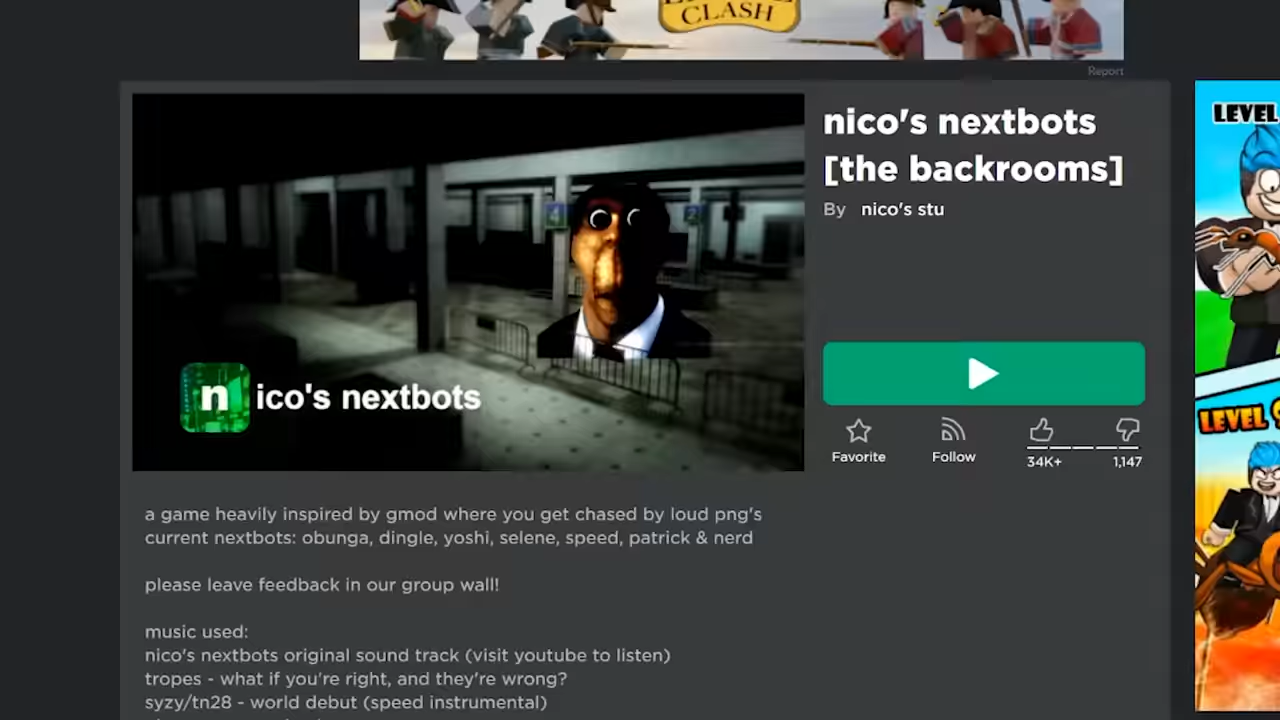 CLASH
Report
nico's nextbots
[the backrooms]
By nico's stu
4
n ico's nextbots
Favorite
Follow
34K+
1,147
a game heavily inspired by gmod where you get chased by loud png's
current nextbots: obunga, dingle, yoshi, selene, speed, patrick & nerd
please leave feedback in our group wall!
music used:
nico's nextbots original sound track (visit youtube to listen)
tropes - what if you're right, and they're wrong?
syzy/tn28 - world debut (speed instrumental)
LEVEL
LEVEL